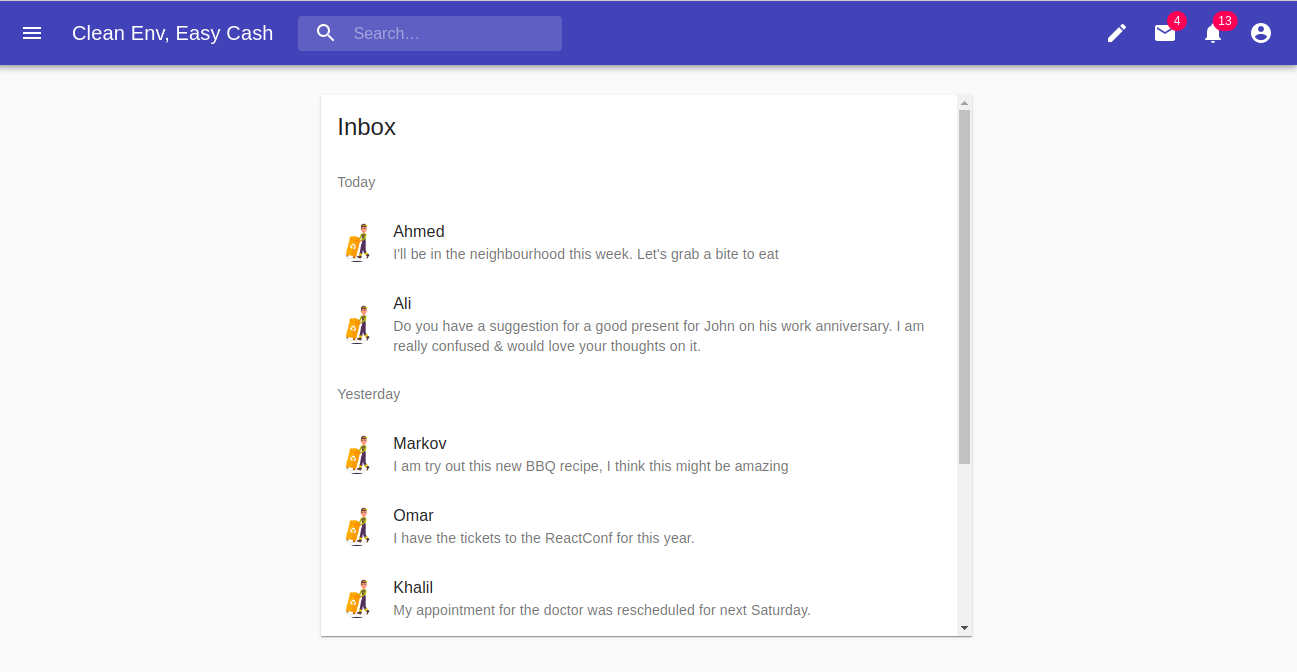 Clean Env, Easy Cash
Search…
4
13
Inbox
Today
Ahmed
I'll be in the neighbourhood this week. Let's grab a bite to eat
Ali
Do you have a suggestion for a good present for John on his work anniversary. I am
really confused & would love your thoughts on it.
Yesterday
Markov
I am try out this new BBQ recipe, I think this might be amazing
Omar
I have the tickets to the ReactConf for this year.
Khalil
My appointment for the doctor was rescheduled for next Saturday.